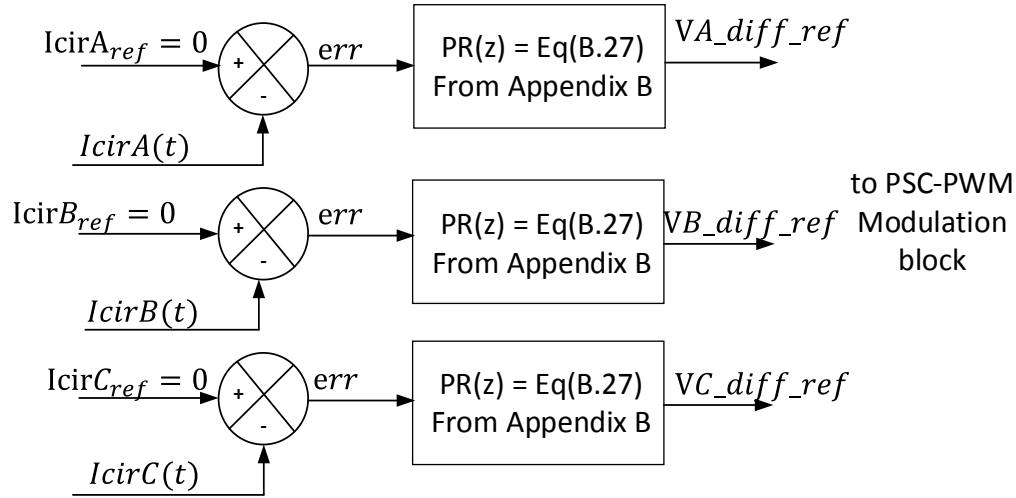 IcirA_ref = 0
+
-
err
PR(z) = Eq(B.27)
From Appendix B
VA_diff_ref
IcirA(t)
IcirB_ref = 0
+
-
err
PR(z) = Eq(B.27)
From Appendix B
VB_diff_ref
IcirB(t)
to PSC-PWM
Modulation
block
IcirC_ref = 0
+
-
err
PR(z) = Eq(B.27)
From Appendix B
VC_diff_ref
IcirC(t)